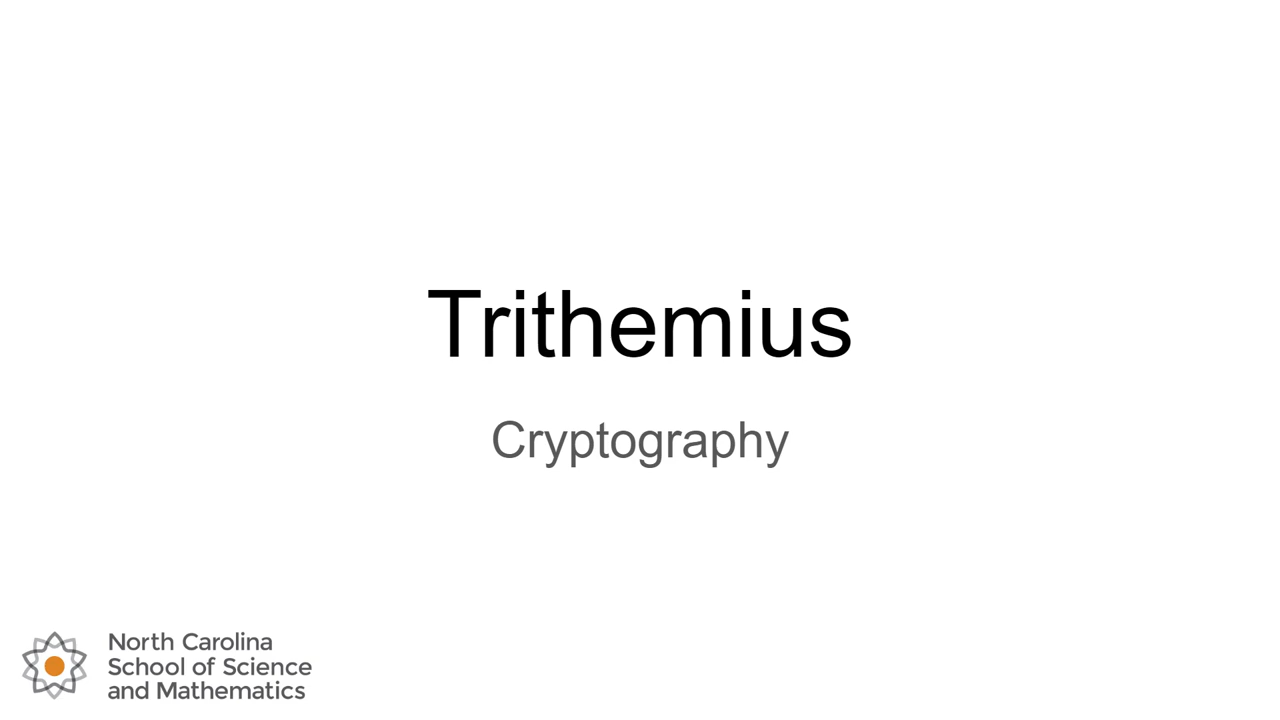 Trithemius
Cryptography
North Carolina
School of Science
and Mathematics